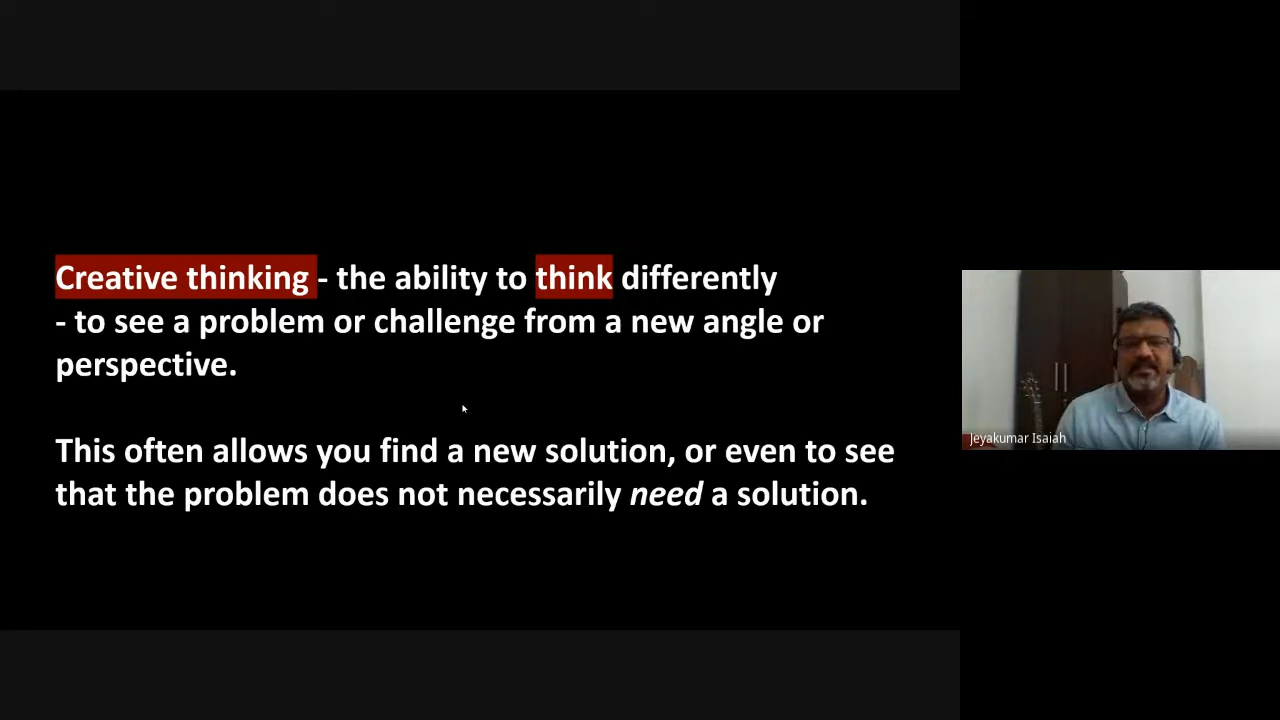 Creative thinking - the ability to think differently
- to see a problem or challenge from a new angle or
perspective.
This often allows you find a new solution, or even to see
that the problem does not necessarily need a solution.
Jeyakumar Isaiah